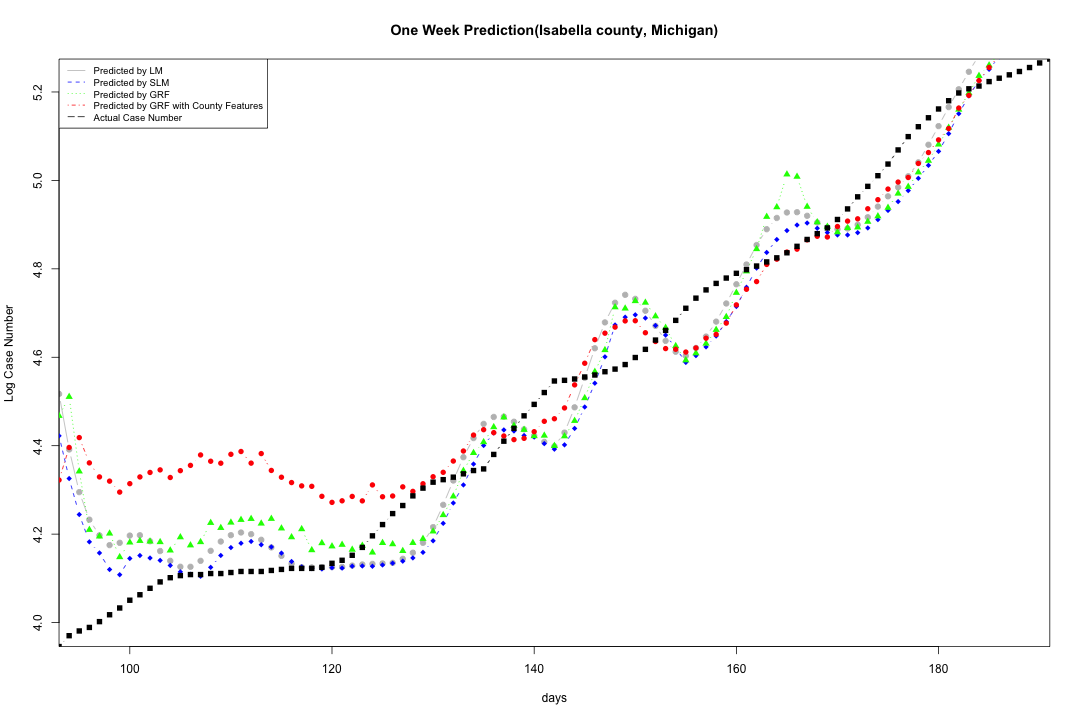 One Week Prediction(Isabella county, Michigan)
Predicted by LM
Predicted by SLM
Predicted by GRF
Predicted by GRF with County Features
Actual Case Number
5.2
5.0
4.8
4.6
4.4
4.2
4.0
Log Case Number
100 120 140 160 180
days